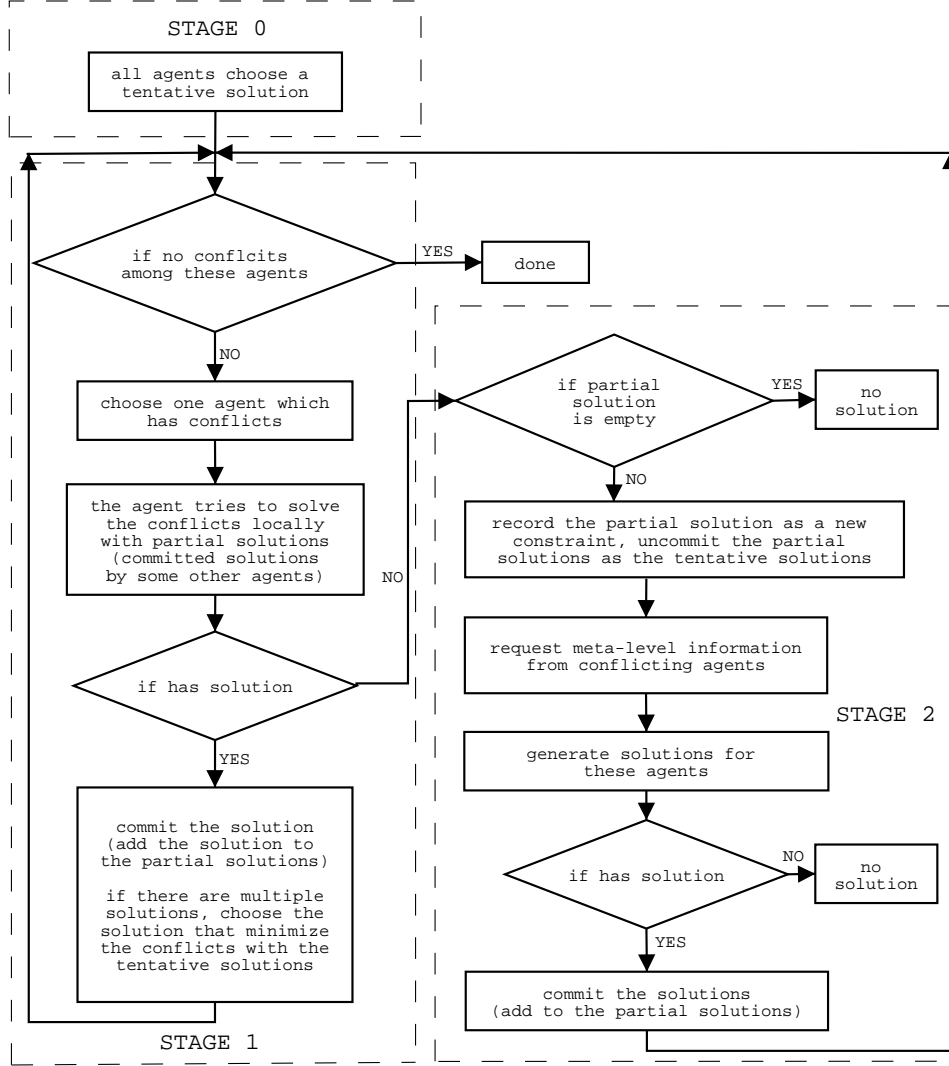 STAGE 0
all agents choose a
tentative solution
if no conflcits
among these agents
YES
done
NO
choose one agent which
has conflicts
the agent tries to solve
the conflicts locally
with partial solutions
(committed solutions
by some other agents)
NO
if has solution
YES
commit the solution
(add the solution to
the partial solutions)
if there are multiple
solutions, choose the
solution that minimize
the conflicts with the
tentative solutions
STAGE 1
if partial
solution
is empty
YES
no
solution
NO
record the partial solution as a new
constraint, uncommit the partial
solutions as the tentative solutions
request meta-level information
from conflicting agents
STAGE 2
generate solutions for
these agents
if has solution
NO
no
solution
YES
commit the solutions
(add to the partial solutions)